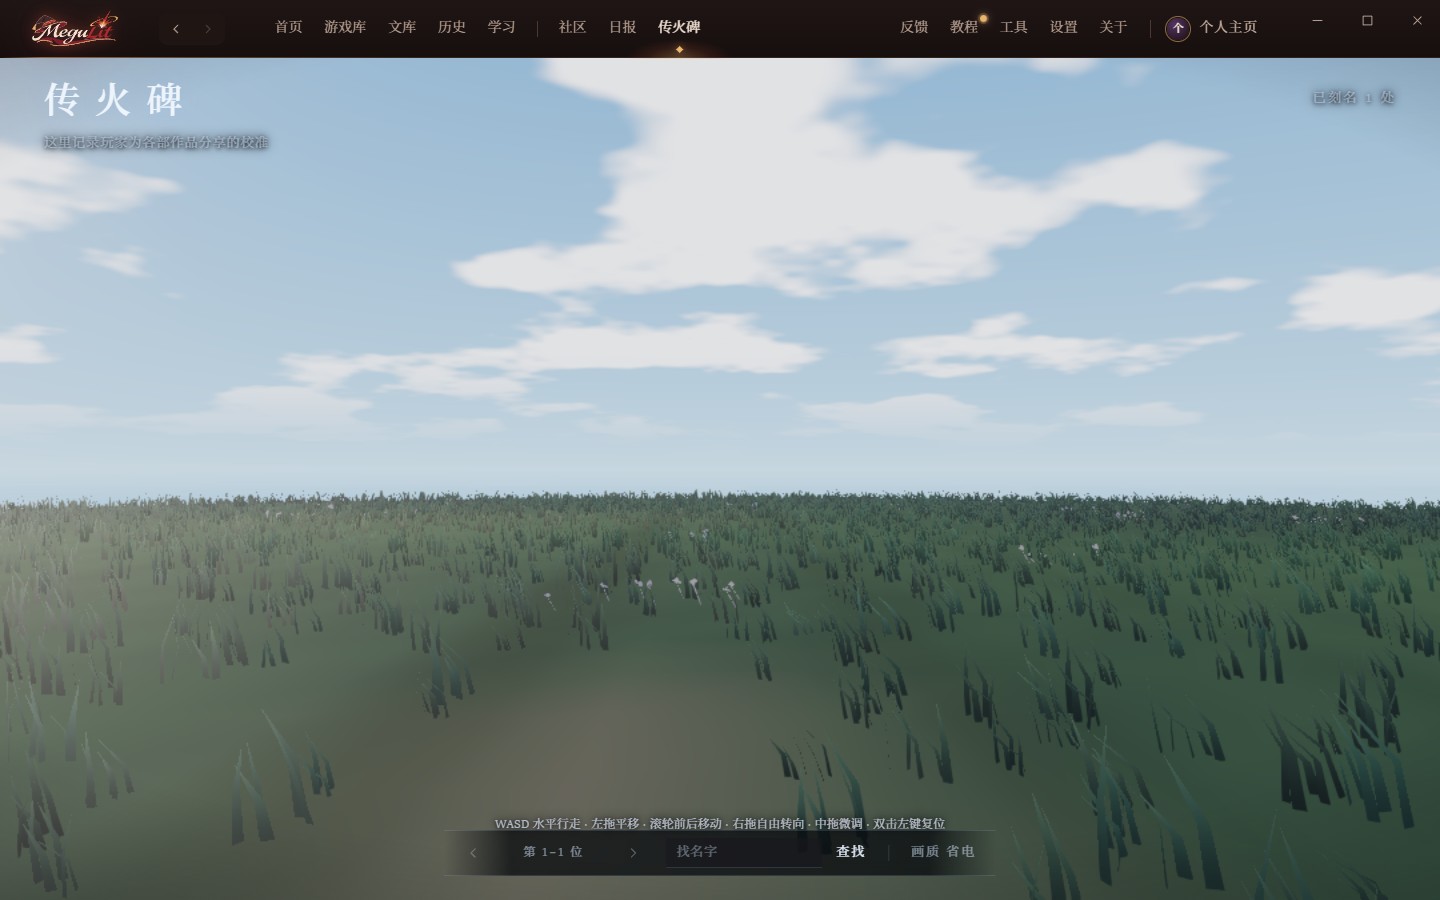 MeguLit
首页 游戏库 文库 历史 学习 社区 日报 传火碑 反馈 教程 工具 设置 关于 个 个人主页
传火碑
已刻名 1 处
这里记录玩家为各部作品分享的校准
WASD 水平行走 · 左拖平移 · 滚轮前后移动 · 右拖自由转向 · 中拖微调 · 双击左键复位
第 1-1 位 找名字 查找 画质 省电